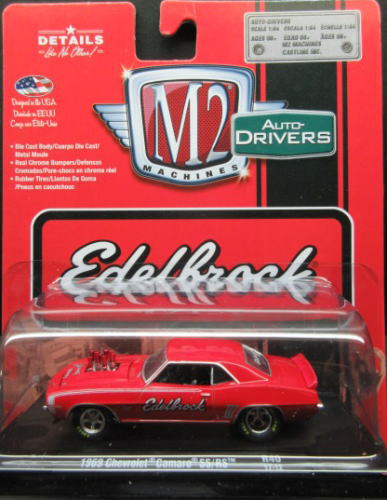 DETAILS
Like No Other!
Designed in the U.S.A.
Diseñado en EE.UU
Conçu aux États-Unis
• Die Cast Body/Cuerpo Die Cast/
Metal Moulé
• Real Chrome Bumpers/Defensas
Cromadas/Pare-chocs en chrome réel
• Rubber Tires/Llantas De Goma
/Pneus en caoutchouc
M2
MACHINES
AUTO-DRIVERS
SCALE 1:64 ESCALA 1:64 ÉCHELLE 1:64
AGES 08+ EDAD 08+ ÂGES 08+
M2 MACHINES
CASTLINE INC.
AUTO-
DRIVERS
Edelbrock
Edelbrock
1969 Chevrolet® Camaro® SS/RS™
R40